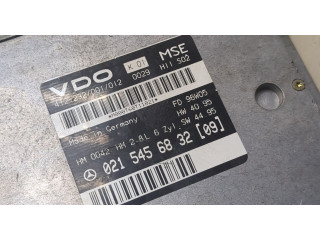 VDO
K 01
MSE
0029
H11 S02
Made in Germany
FD 96W05
HW 40 95
HM 0042 HM 2.8L 6 Zyl. SW 44 95
021 545 68 32 [09]